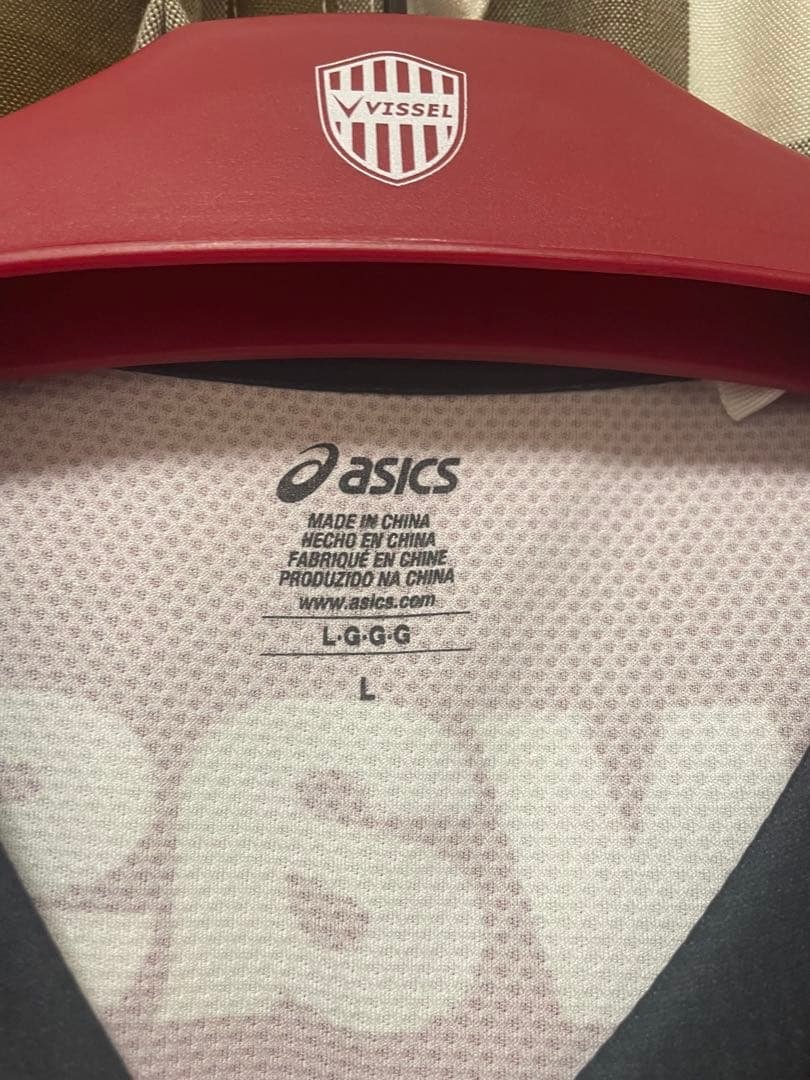 VISSEL
asics
MADE IN CHINA
HECHO EN CHINA
FABRIQUÉ EN CHINE
PRODUZIDO NA CHINA
www.asics.com
L·G·G·G
L